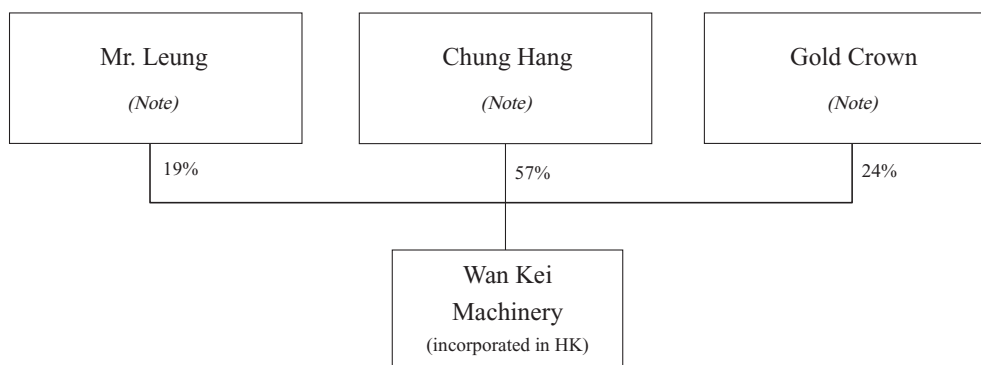 Mr. Leung
(Note)
Chung Hang
(Note)
Gold Crown
(Note)
19%
57%
24%
Wan Kei
Machinery
(incorporated in HK)